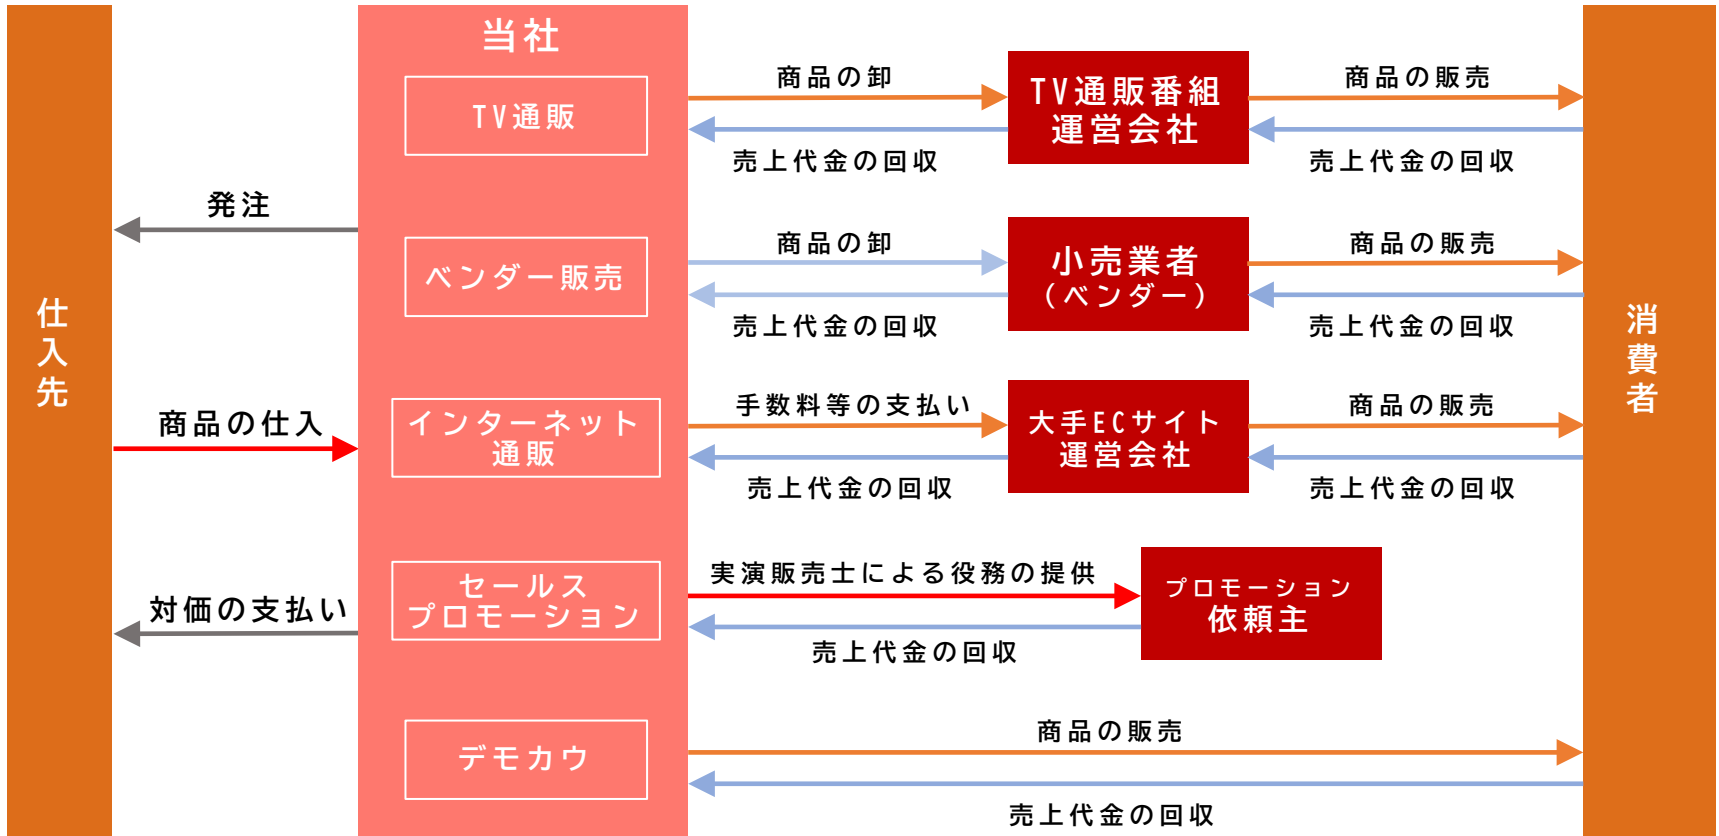 当社
TV通販
商品の卸
売上代金の回収
TV通販番組
運営会社
商品の販売
売上代金の回収
発注
ベンダー販売
商品の卸
売上代金の回収
小売業者
(ベンダー)
商品の販売
売上代金の回収
仕入先
消費者
商品の仕入
インターネット
通販
手数料等の支払い
売上代金の回収
大手ECサイト
運営会社
商品の販売
売上代金の回収
対価の支払い
セールス
プロモーション
実演販売士による役務の提供
売上代金の回収
プロモーション
依頼主
デモカウ
商品の販売
売上代金の回収